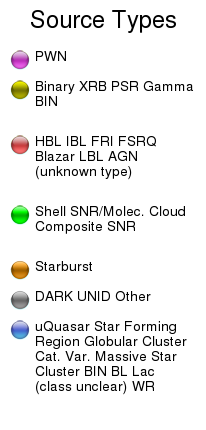 Source Types
PWN
Binary XRB PSR Gamma
BIN
HBL IBL FRI FSRQ
Blazar LBL AGN
(unknown type)
Shell SNR/Molec. Cloud
Composite SNR
Starburst
DARK UNID Other
uQuasar Star Forming
Region Globular Cluster
Cat. Var. Massive Star
Cluster BIN BL Lac
(class unclear) WR